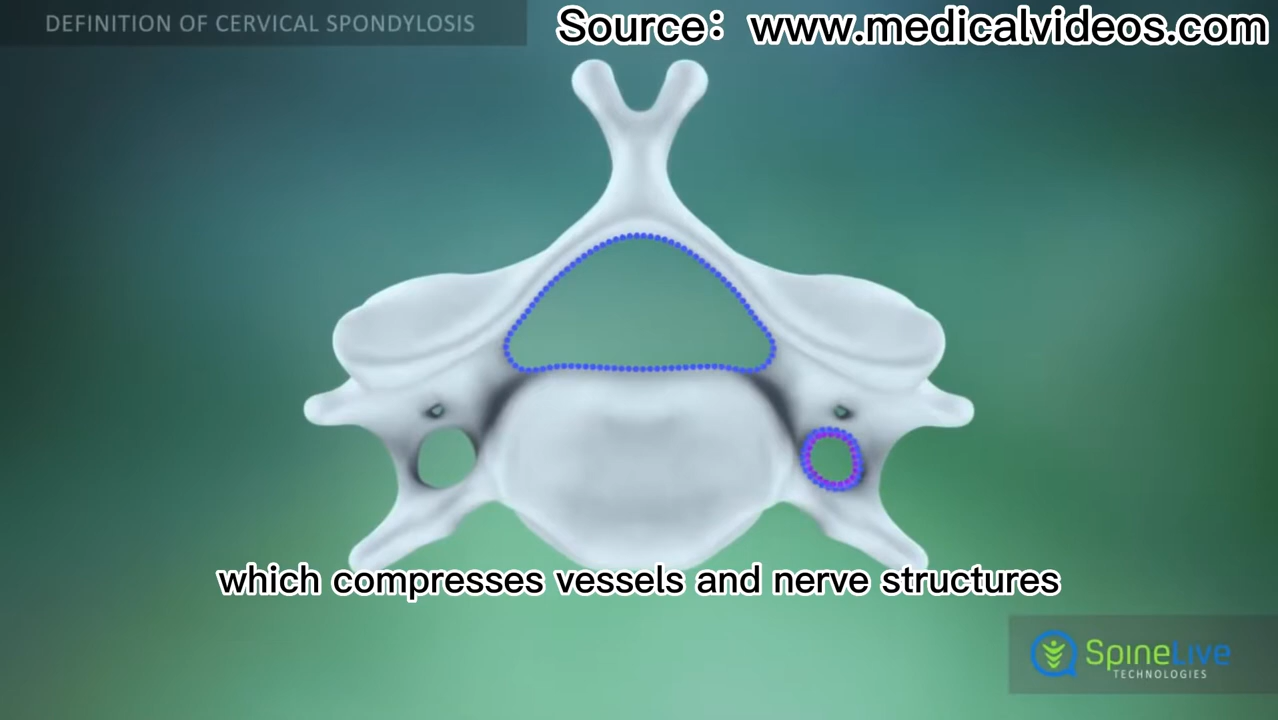 DEFINITION OF CERVICAL SPONDYLOSIS
Source：www.medicalvideos.com
which compresses vessels and nerve structures
SpineLive
TECHNOLOGIES